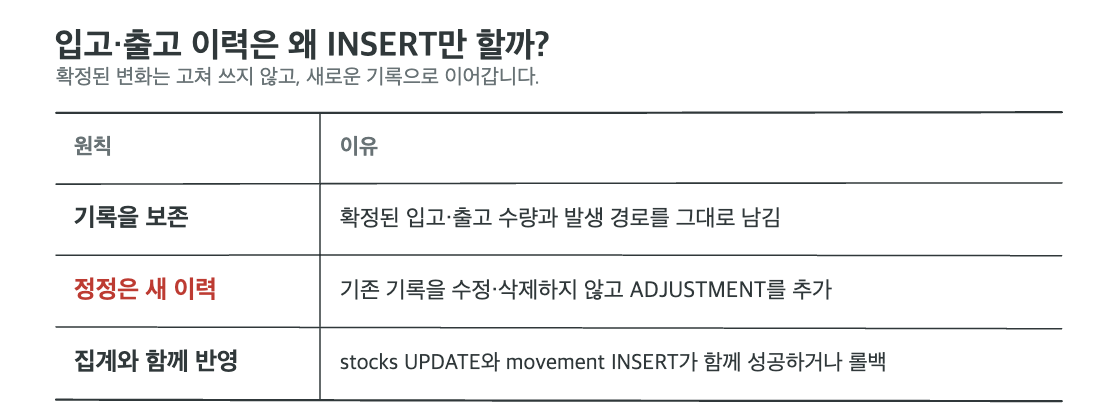 입고·출고 이력은 왜 INSERT만 할까?
확정된 변화는 고쳐 쓰지 않고, 새로운 기록으로 이어갑니다.
원칙 이유
기록을 보존 확정된 입고·출고 수량과 발생 경로를 그대로 남김
정정은 새 이력 기존 기록을 수정·삭제하지 않고 ADJUSTMENT를 추가
집계와 함께 반영 stocks UPDATE와 movement INSERT가 함께 성공하거나 롤백